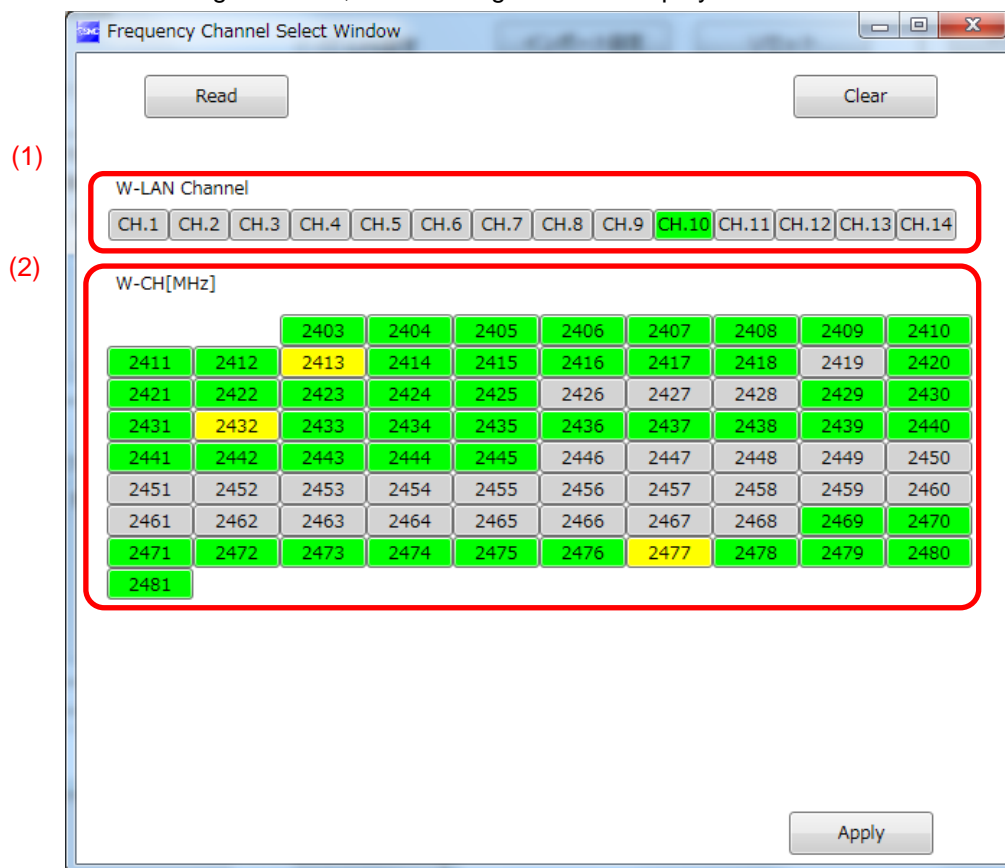 Frequency Channel Select Window
Read Clear
(1)
W-LAN Channel
CH.1 CH.2 CH.3 CH.4 CH.5 CH.6 CH.7 CH.8 CH.9 CH.10 CH.11 CH.12 CH.13 CH.14
(2)
W-CH[MHz]
2403 2404 2405 2406 2407 2408 2409 2410
2411 2412 2413 2414 2415 2416 2417 2418 2419 2420
2421 2422 2423 2424 2425 2426 2427 2428 2429 2430
2431 2432 2433 2434 2435 2436 2437 2438 2439 2440
2441 2442 2443 2444 2445 2446 2447 2448 2449 2450
2451 2452 2453 2454 2455 2456 2457 2458 2459 2460
2461 2462 2463 2464 2465 2466 2467 2468 2469 2470
2471 2472 2473 2474 2475 2476 2477 2478 2479 2480
2481
Apply